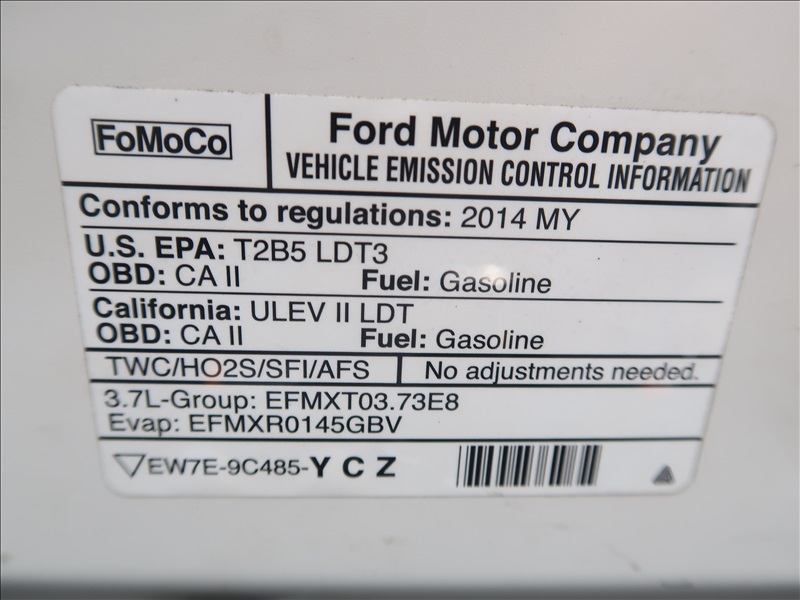 FoMoCo
Ford Motor Company
VEHICLE EMISSION CONTROL INFORMATION
Conforms to regulations: 2014 MY
U.S. EPA: T2B5 LDT3
OBD: CA II Fuel: Gasoline
California: ULEV II LDT
OBD: CA II Fuel: Gasoline
TWC/HO2S/SFI/AFS No adjustments needed.
3.7L-Group: EFMXT03.73E8
Evap: EFMXR0145GBV
EW7E-9C485-Y C Z